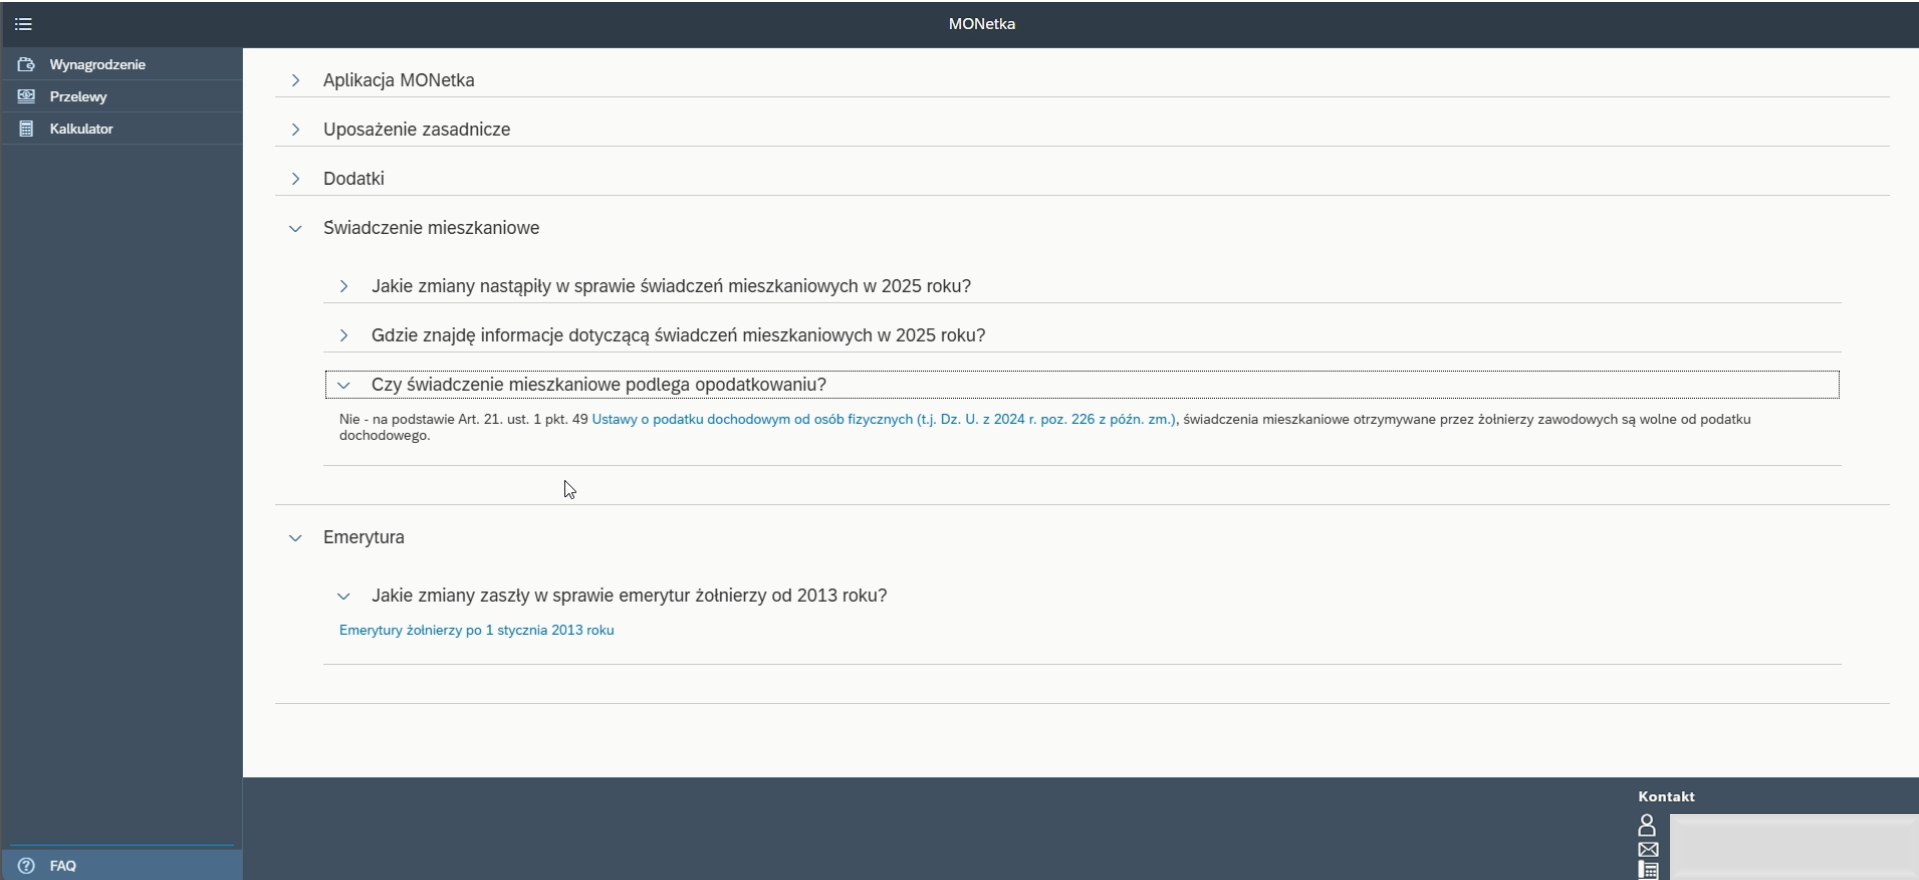 MONetka
Wynagrodzenie
Przelewy
Kalkulator
Aplikacja MONetka
Uposażenie zasadnicze
Dodatki
Świadczenie mieszkaniowe
Jakie zmiany nastąpiły w sprawie świadczeń mieszkaniowych w 2025 roku?
Gdzie znajdę informacje dotyczącą świadczeń mieszkaniowych w 2025 roku?
Czy świadczenie mieszkaniowe podlega opodatkowaniu?
Nie - na podstawie Art. 21. ust. 1 pkt. 49 Ustawy o podatku dochodowym od osób fizycznych (t.j. Dz. U. z 2024 r. poz. 226 z późn. zm.), świadczenia mieszkaniowe otrzymywane przez żołnierzy zawodowych są wolne od podatku
dochodowego.
Emerytura
Jakie zmiany zaszły w sprawie emerytur żołnierzy od 2013 roku?
Emerytury żołnierzy po 1 stycznia 2013 roku
Kontakt
FAQ